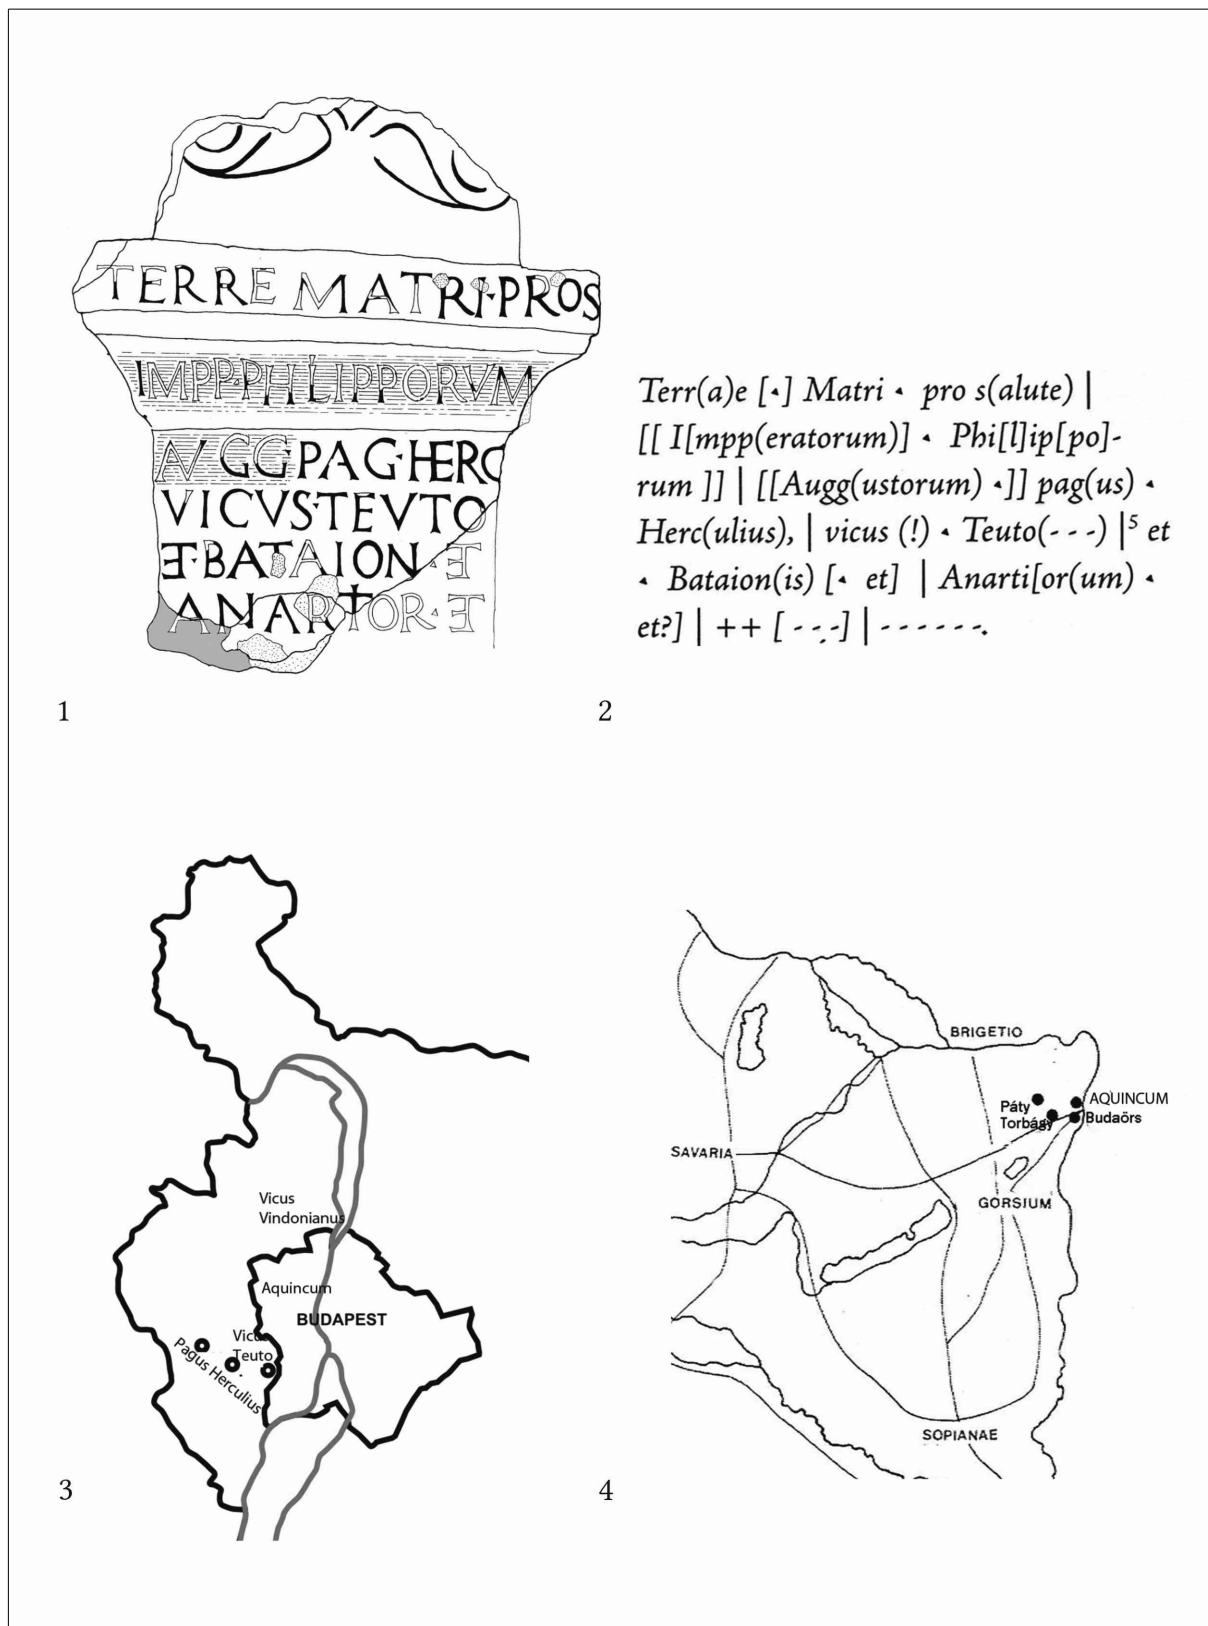 TERRE MATRI·PROS
IMPP·PHILIPPORVM
AVGG PAG·HERC
VICVS·TEVTO
ET·BATAION·ET
ANARTOR·ET
1
Terr(a)e [▴] Matri ▴ pro s(alute) |
[[ I[mpp(eratorum)] ▴ Phi[l]ip[po]-
rum ]] | [[Augg(ustorum) ▴]] pag(us) ▴
Herc(ulius), | vicus (!) ▴ Teuto(- - -) |⁵ et
▴ Bataion(is) [▴ et] | Anarti[or(um) ▴
et?] | ++ [ - - -] | - - - - - -.
2
Vicus
Vindonianus
Aquincum
BUDAPEST
Vicus
Teuto
Pagus Herculius
3
BRIGETIO
AQUINCUM
Páty
Budaörs
Torbágy
SAVARIA
GORSIUM
SOPIANAE
4